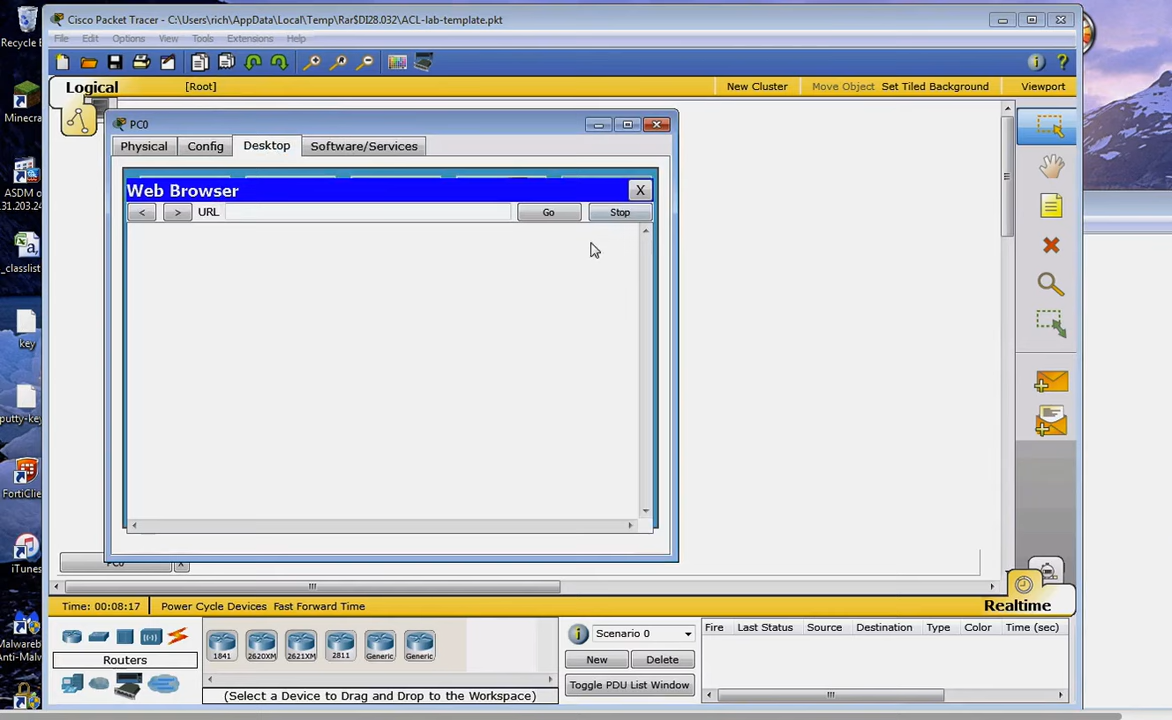 Recycle B
Minecra
ASDM o
.31.203.24
_classlist
key
putty-key
FortiClie
iTunes
Malwareb
Anti-Malw
Cisco Packet Tracer - C:\Users\rich\AppData\Local\Temp\Rar$DI28.032\ACL-lab-template.pkt
File Edit Options View Tools Extensions Help
Logical [Root] New Cluster Move Object Set Tiled Background Viewport
PC0
Physical Config Desktop Software/Services
Web Browser X
< > URL Go Stop
PC0 X
Time: 00:08:17 Power Cycle Devices Fast Forward Time Realtime
Routers
1841 2620XM 2621XM 2811 Generic Generic
(Select a Device to Drag and Drop to the Workspace)
Scenario 0
New Delete
Toggle PDU List Window
Fire Last Status Source Destination Type Color Time (sec)